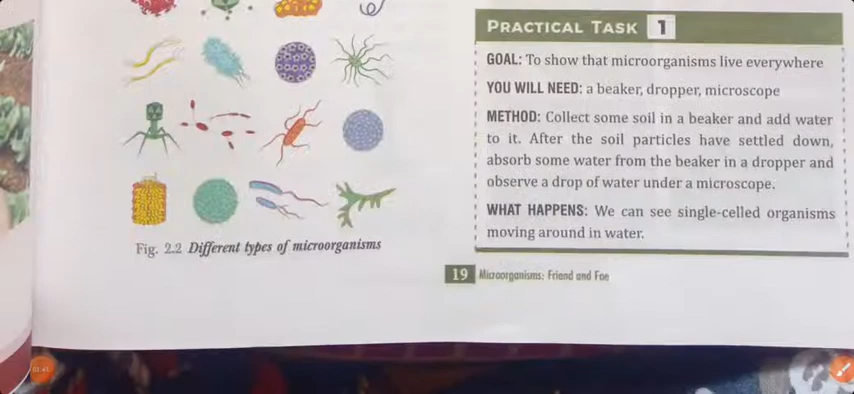 Fig. 2.2 Different types of microorganisms
PRACTICAL TASK 1
GOAL: To show that microorganisms live everywhere
YOU WILL NEED: a beaker, dropper, microscope
METHOD: Collect some soil in a beaker and add water
to it. After the soil particles have settled down,
absorb some water from the beaker in a dropper and
observe a drop of water under a microscope.
WHAT HAPPENS: We can see single-celled organisms
moving around in water.
19 Microorganisms: Friend and Foe